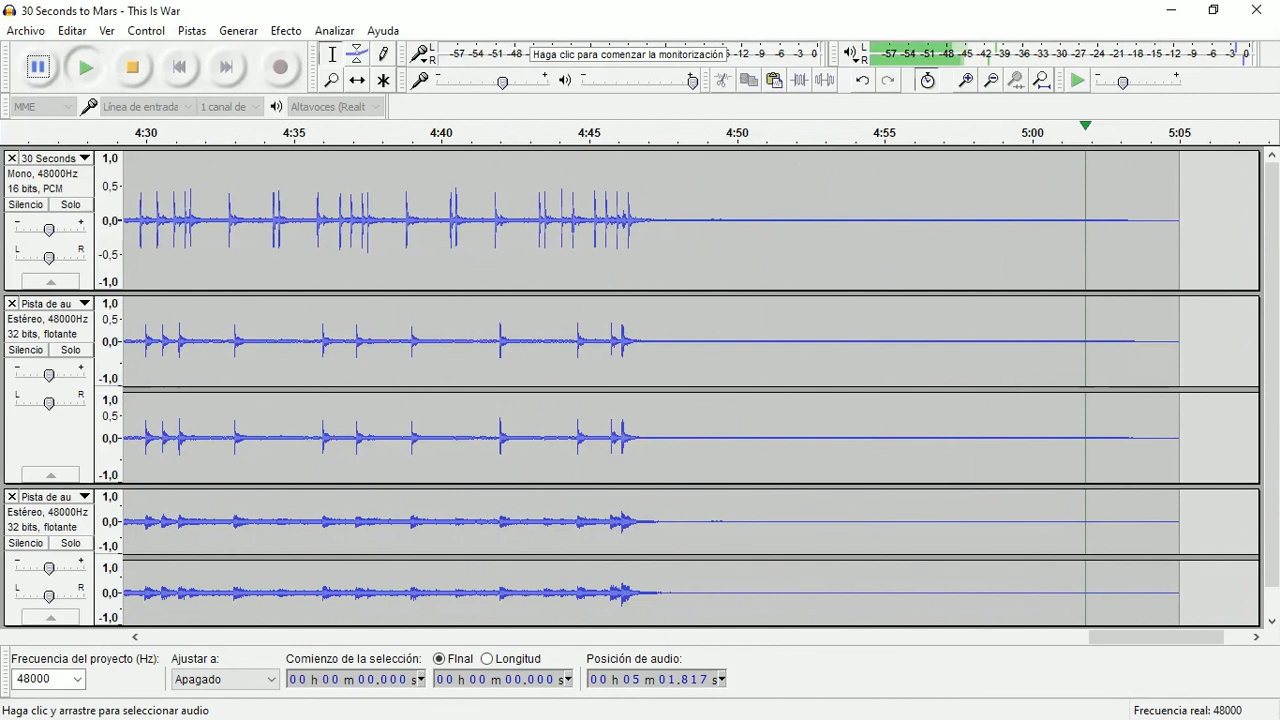 30 Seconds to Mars - This Is War
Archivo Editar Ver Control Pistas Generar Efecto Analizar Ayuda
L R -57 -54 -51 -48 Haga clic para comenzar la monitorización -12 -9 -6 -3 0
L R -57 -54 -51 -48 -45 -42 -39 -36 -33 -30 -27 -24 -21 -18 -15 -12 -9 -6 -3 0
- + - +
- +
MME Línea de entrada 1 canal de Altavoces (Realt
4:30 4:35 4:40 4:45 4:50 4:55 5:00 5:05
30 Seconds
Mono, 48000Hz
16 bits, PCM
Silencio Solo
- +
L R
1,0
0,5
0,0
-0,5
-1,0
Pista de au
Estéreo, 48000Hz
32 bits, flotante
Silencio Solo
- +
L R
1,0
0,5
0,0
-1,0
1,0
0,5
0,0
-1,0
Pista de au
Estéreo, 48000Hz
32 bits, flotante
Silencio Solo
- +
L R
1,0
0,0
-1,0
1,0
0,0
-1,0
Frecuencia del proyecto (Hz): Ajustar a: Comienzo de la selección: FInal Longitud Posición de audio:
48000 Apagado 00 h 00 m 00.000 s 00 h 00 m 00.000 s 00 h 05 m 01.817 s
Haga clic y arrastre para seleccionar audio Frecuencia real: 48000